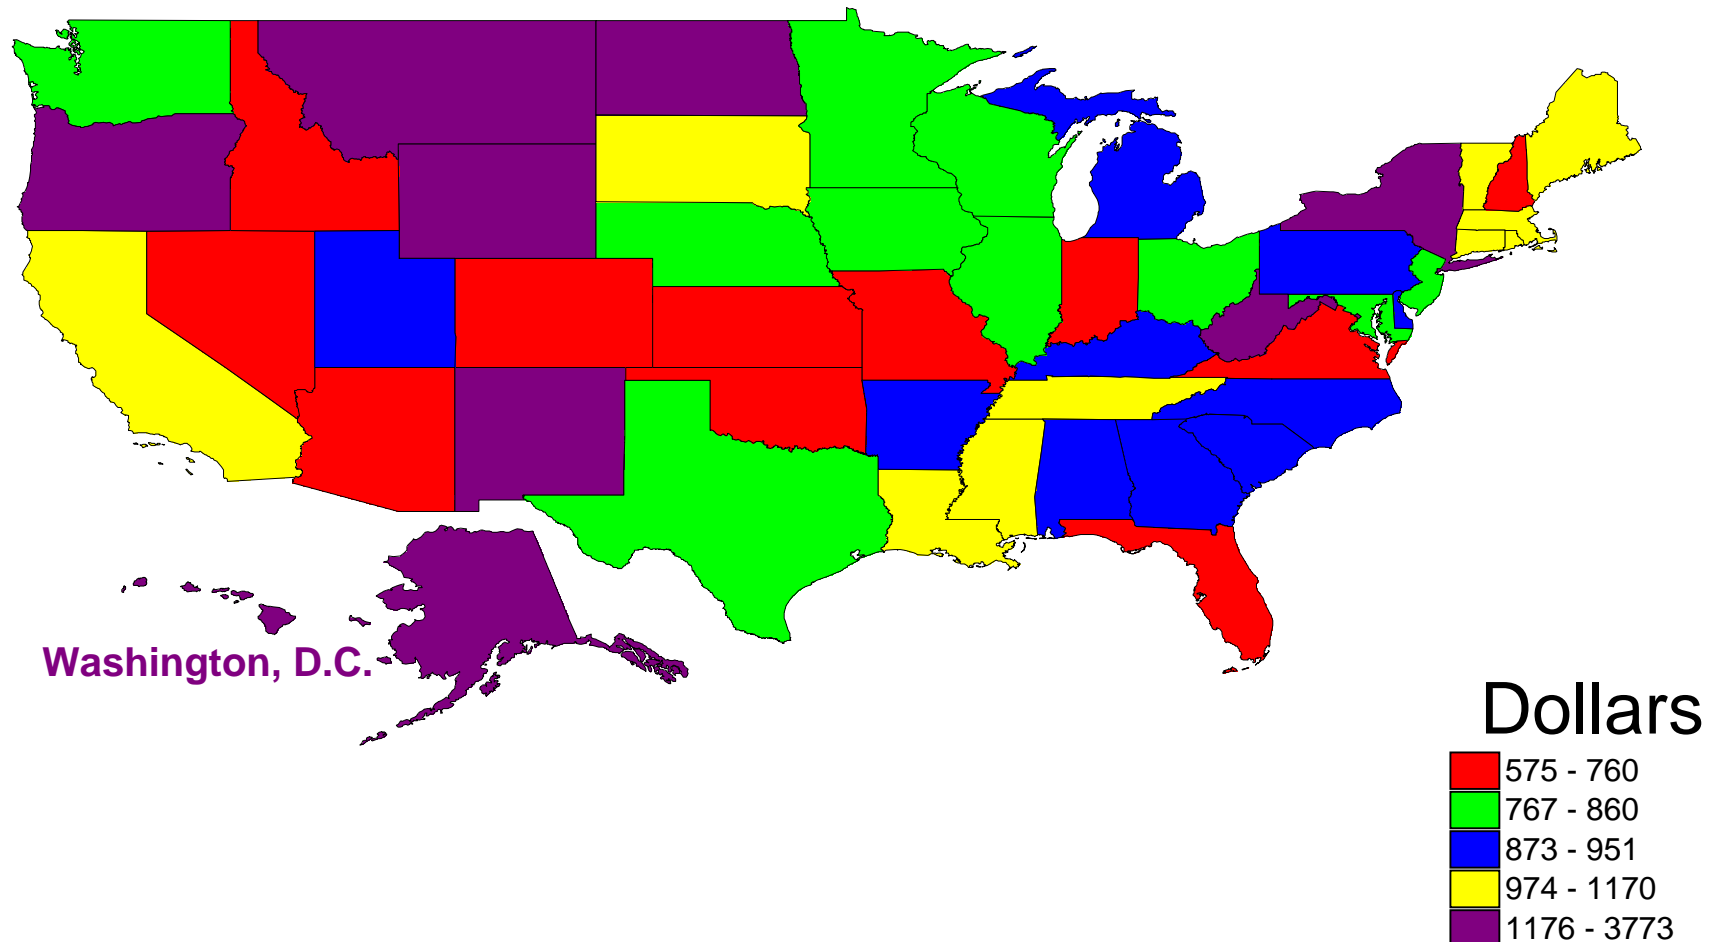 Washington, D.C.
Dollars
575 - 760
767 - 860
873 - 951
974 - 1170
1176 - 3773